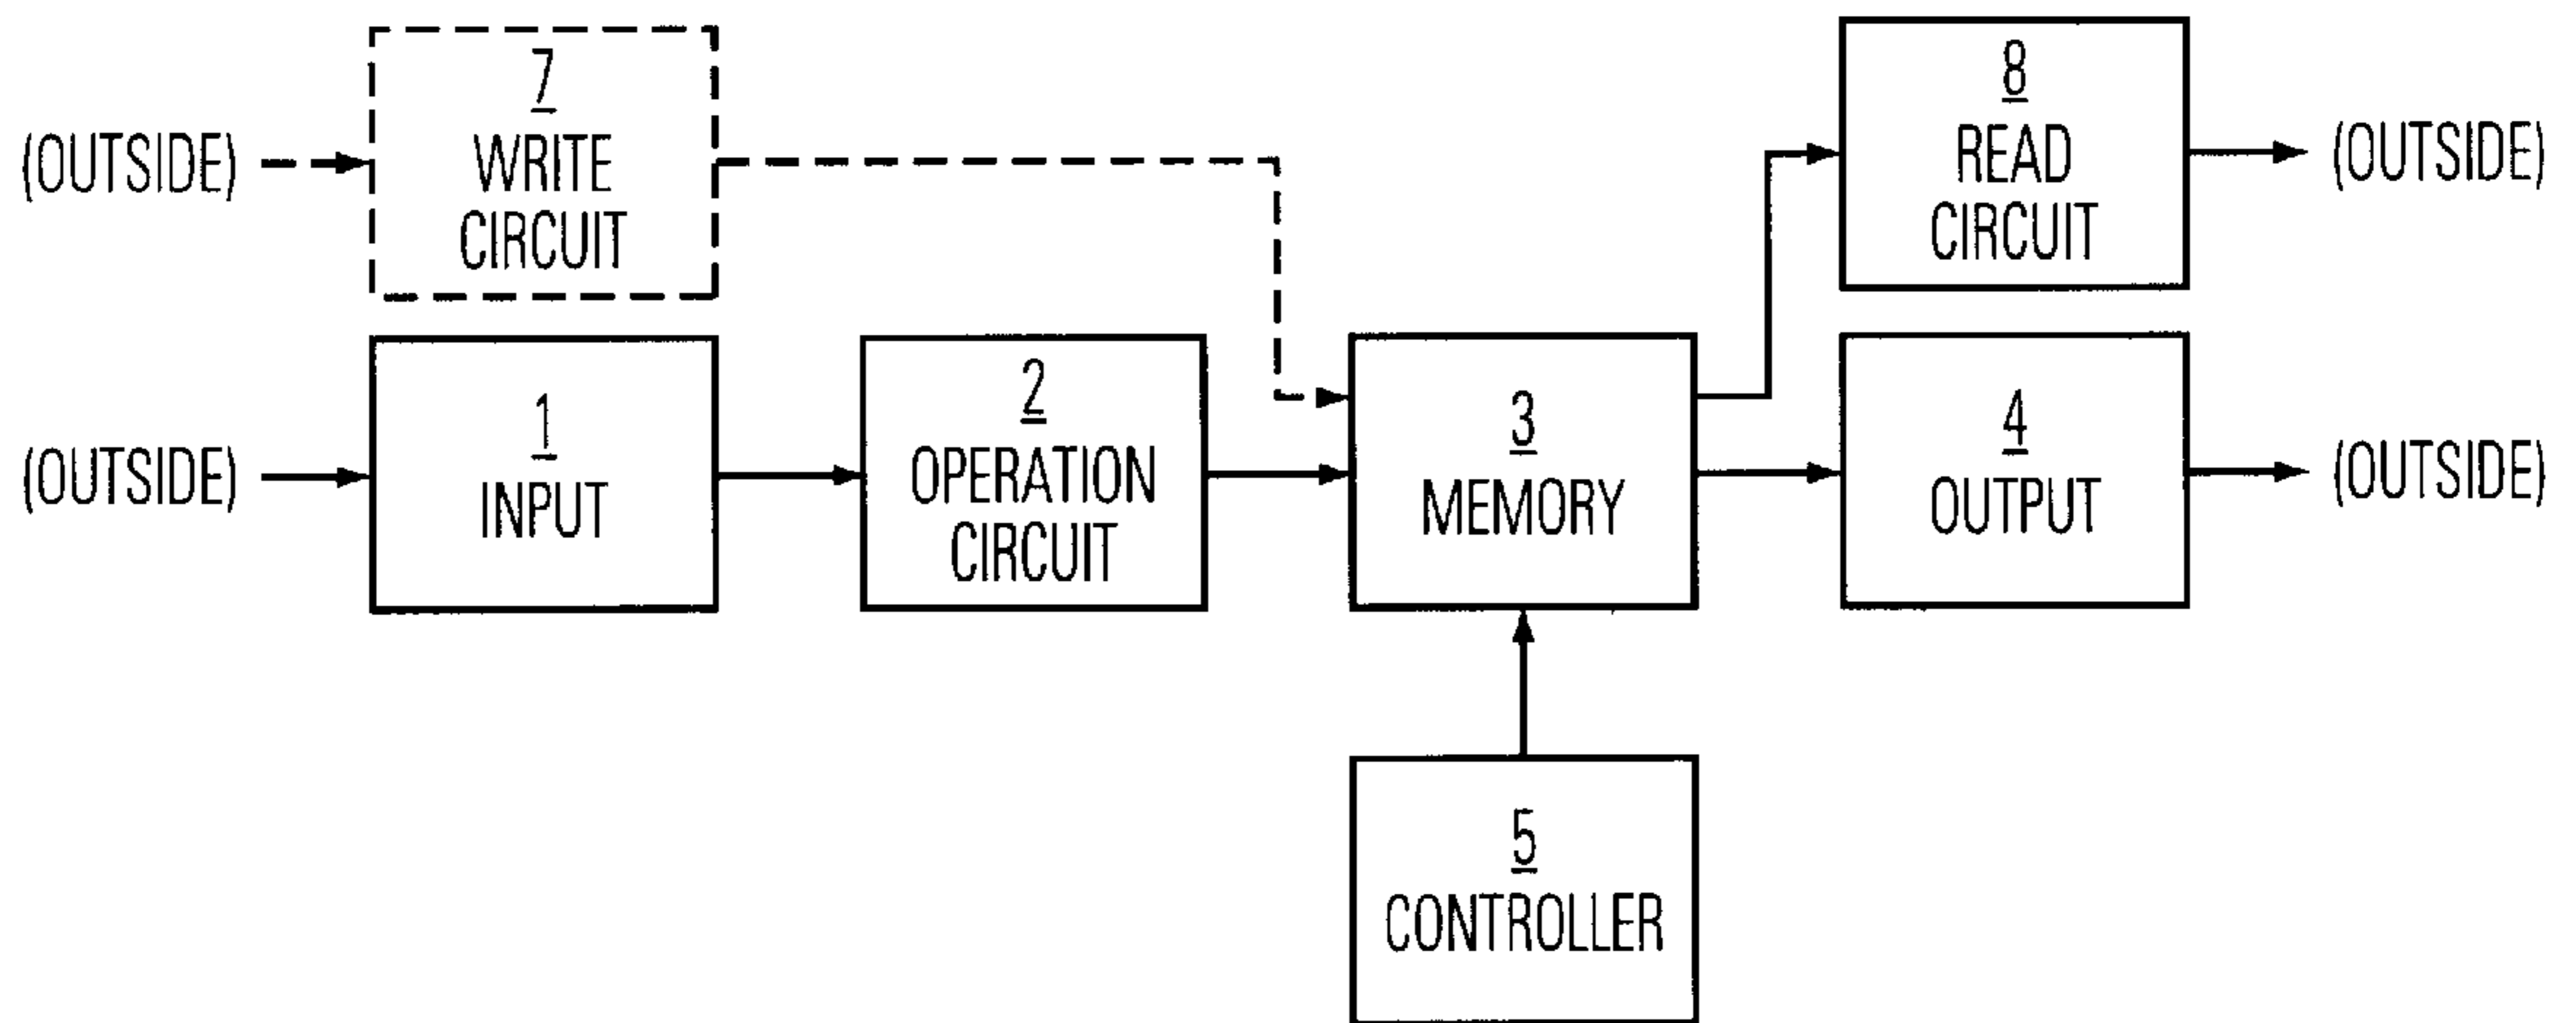 7
WRITE
CIRCUIT
(OUTSIDE)
8
READ
CIRCUIT
(OUTSIDE)
(OUTSIDE)
1
INPUT
2
OPERATION
CIRCUIT
3
MEMORY
4
OUTPUT
(OUTSIDE)
5
CONTROLLER